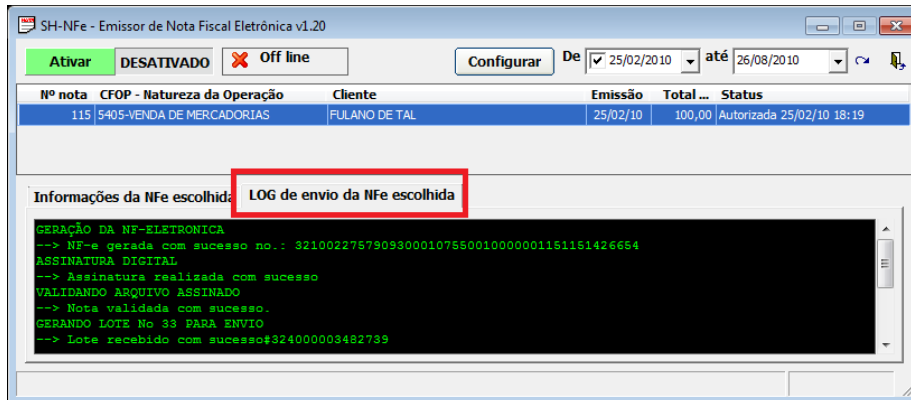 SH-NFe - Emissor de Nota Fiscal Eletrônica v1.20
Ativar DESATIVADO Off line Configurar De 25/02/2010 até 26/08/2010
Nº nota CFOP - Natureza da Operação Cliente Emissão Total ... Status
115 5405-VENDA DE MERCADORIAS FULANO DE TAL 25/02/10 100,00 Autorizada 25/02/10 18:19
Informações da NFe escolhida LOG de envio da NFe escolhida
GERAÇÃO DA NF-ELETRONICA
--> NF-e gerada com sucesso no.: 32100227579093000107550010000001151151426654
ASSINATURA DIGITAL
--> Assinatura realizada com sucesso
VALIDANDO ARQUIVO ASSINADO
--> Nota validada com sucesso.
GERANDO LOTE No 33 PARA ENVIO
--> Lote recebido com sucesso#324000003482739